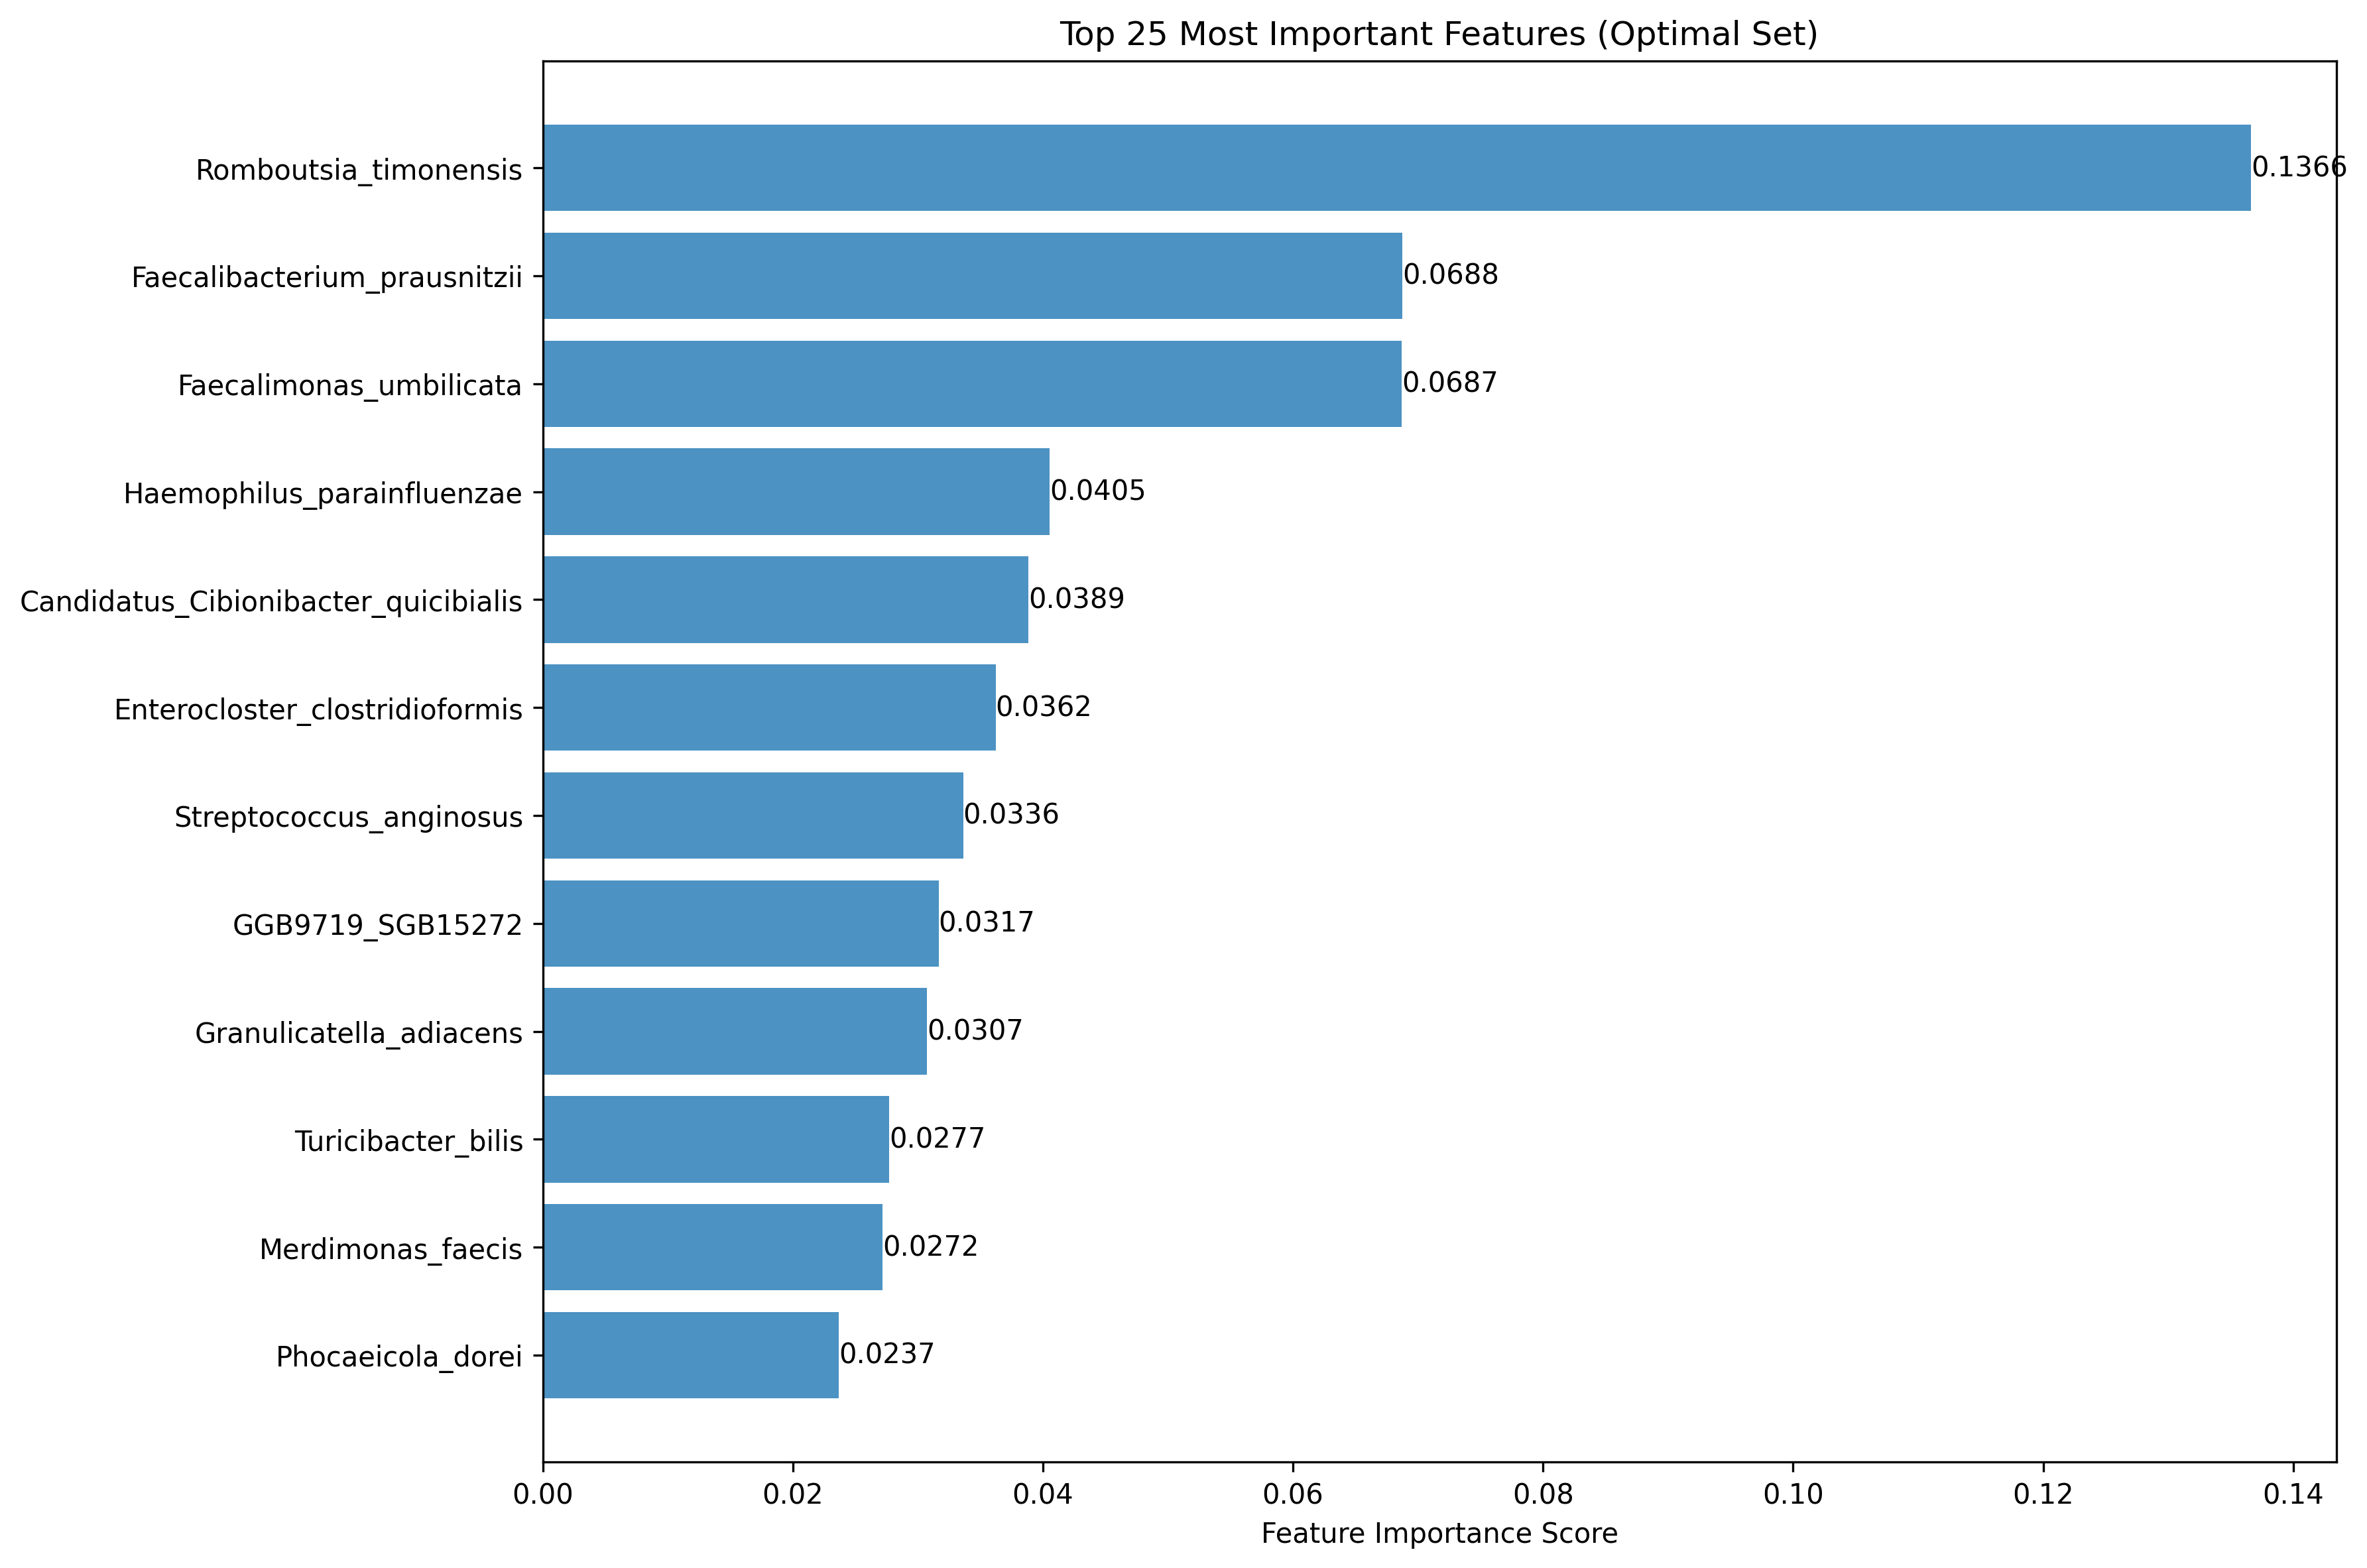 Top 25 Most Important Features (Optimal Set)
Romboutsia_timonensis 0.1366
Faecalibacterium_prausnitzii 0.0688
Faecalimonas_umbilicata 0.0687
Haemophilus_parainfluenzae 0.0405
Candidatus_Cibionibacter_quicibialis 0.0389
Enterocloster_clostridioformis 0.0362
Streptococcus_anginosus 0.0336
GGB9719_SGB15272 0.0317
Granulicatella_adiacens 0.0307
Turicibacter_bilis 0.0277
Merdimonas_faecis 0.0272
Phocaeicola_dorei 0.0237
0.00 0.02 0.04 0.06 0.08 0.10 0.12 0.14
Feature Importance Score